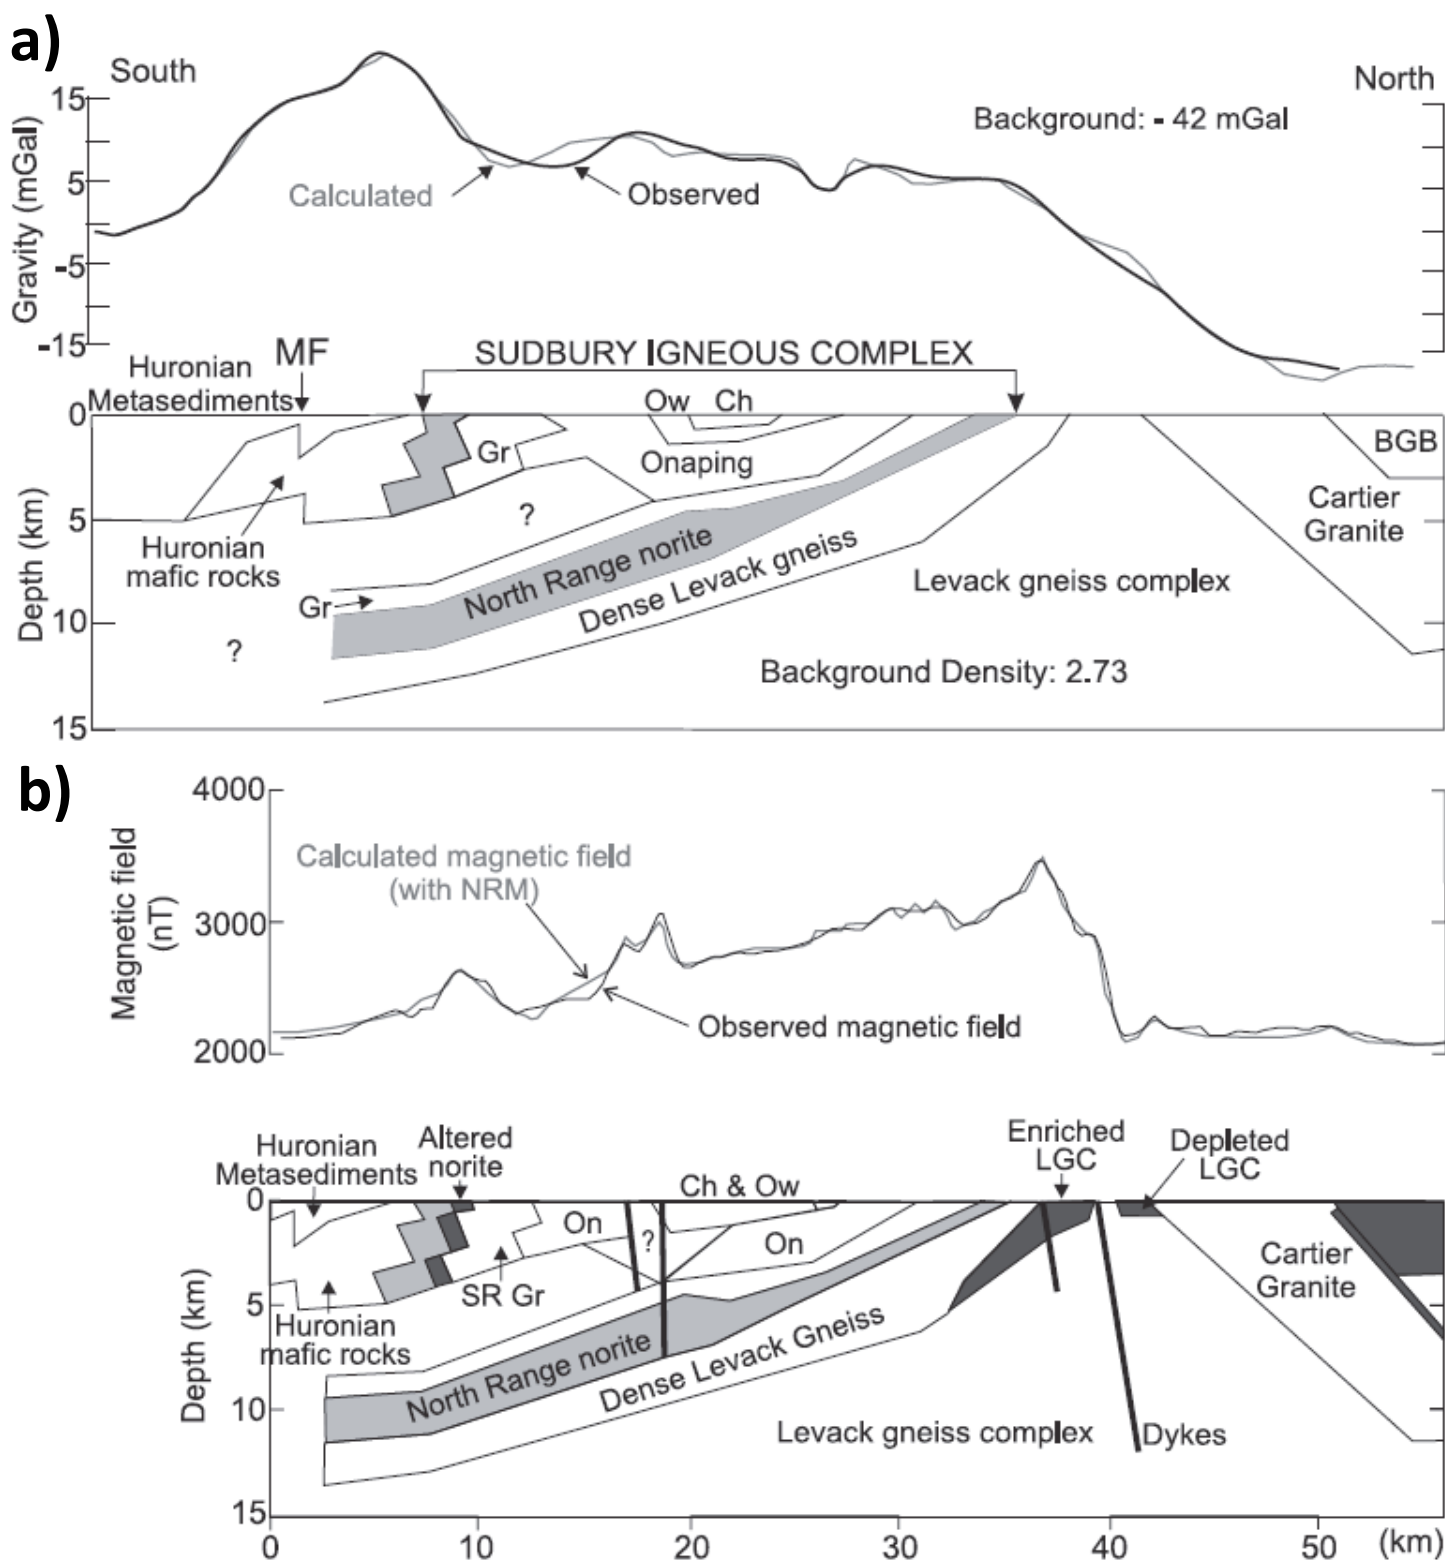 a)
South
North
15
5
-5
-15
Gravity (mGal)
Background: - 42 mGal
Calculated
Observed
Huronian
Metasediments
MF
SUDBURY IGNEOUS COMPLEX
Ow
Ch
0
5
10
15
Depth (km)
Gr
Onaping
BGB
Cartier
Granite
?
Huronian
mafic rocks
North Range norite
Dense Levack gneiss
Levack gneiss complex
Gr
?
Background Density: 2.73
b)
4000
3000
2000
Magnetic field
(nT)
Calculated magnetic field
(with NRM)
Observed magnetic field
Huronian
Metasediments
Altered
norite
Enriched
LGC
Depleted
LGC
Ch & Ow
0
5
10
15
Depth (km)
On
?
On
SR Gr
Cartier
Granite
Huronian
mafic rocks
North Range norite
Dense Levack Gneiss
Levack gneiss complex
Dykes
0 10 20 30 40 50 (km)